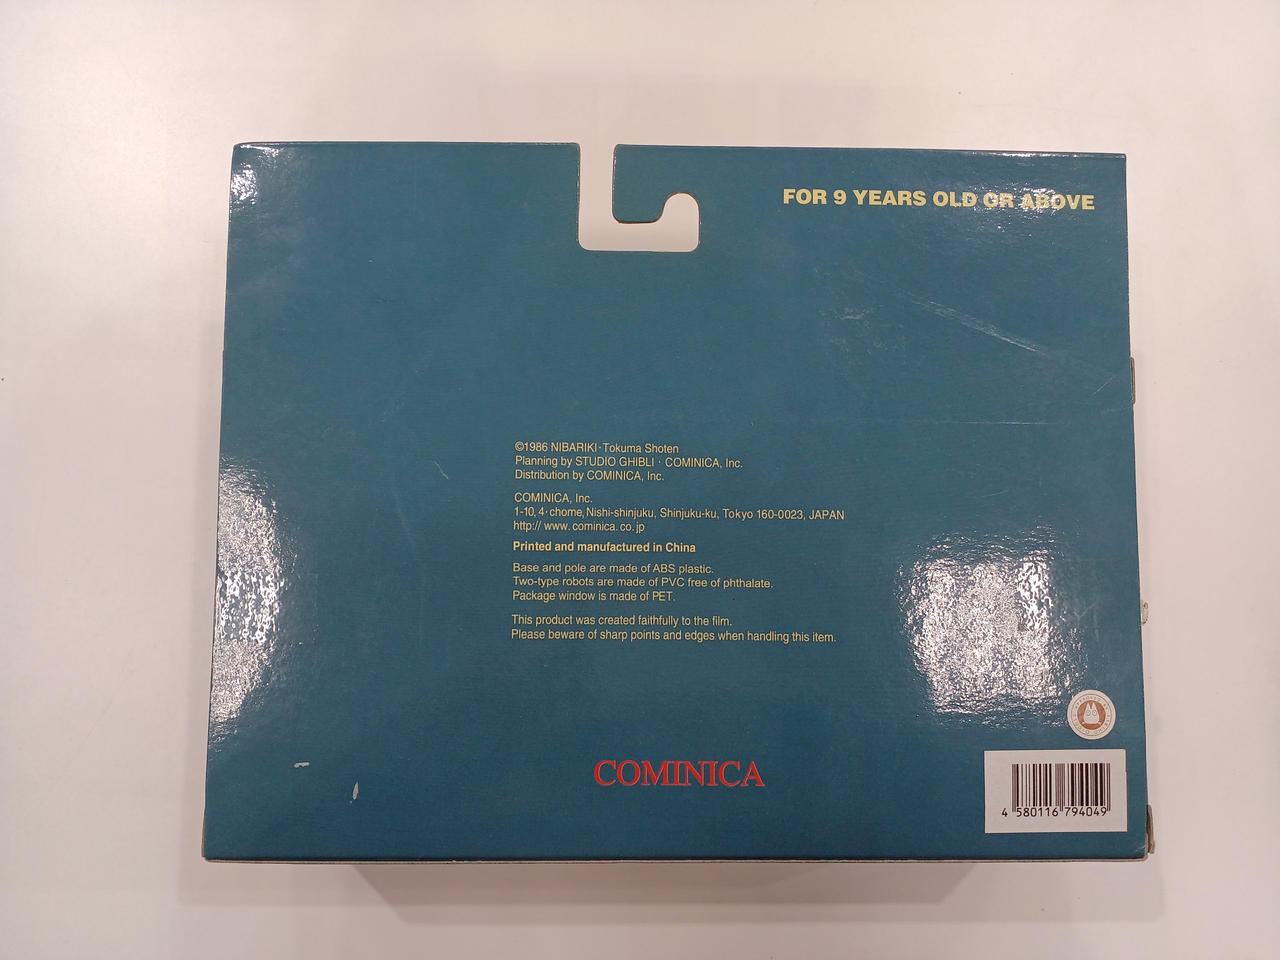 FOR 9 YEARS OLD OR ABOVE
©1986 NIBARIKI･Tokuma Shoten
Planning by STUDIO GHIBLI ･ COMINICA, Inc.
Distribution by COMINICA, Inc.
COMINICA, Inc.
1-10, 4･chome, Nishi-shinjuku, Shinjuku-ku, Tokyo 160-0023, JAPAN
http:// www. cominica. co. jp
Printed and manufactured in China
Base and pole are made of ABS plastic.
Two-type robots are made of PVC free of phthalate.
Package window is made of PET.
This product was created faithfully to the film.
Please beware of sharp points and edges when handling this item.
COMINICA
4 580116 794049